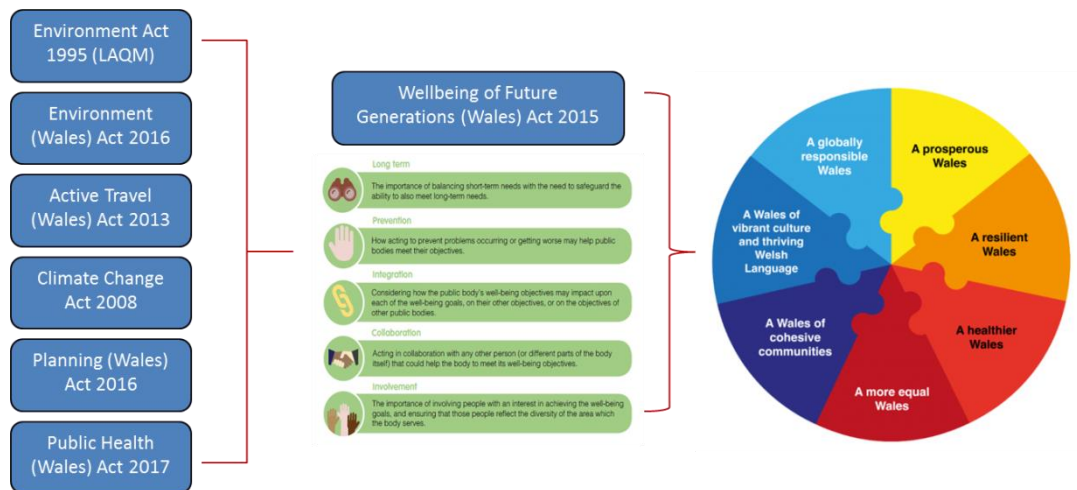 Environment Act
1995 (LAQM)
Environment
(Wales) Act 2016
Active Travel
(Wales) Act 2013
Climate Change
Act 2008
Planning (Wales)
Act 2016
Public Health
(Wales) Act 2017
Wellbeing of Future
Generations (Wales) Act 2015
Long term
The importance of balancing short-term needs with the need to safeguard the
ability to also meet long-term needs.
Prevention
How acting to prevent problems occurring or getting worse may help public
bodies meet their objectives.
Integration
Considering how the public body's well-being objectives may impact upon
each of the well-being goals, on their other objectives, or on the objectives of
other public bodies.
Collaboration
Acting in collaboration with any other person (or different parts of the body
itself) that could help the body to meet its well-being objectives.
Involvement
The importance of involving people with an interest in achieving the well-being
goals, and ensuring that those people reflect the diversity of the area which
the body serves.
A globally
responsible
Wales
A prosperous
Wales
A resilient
Wales
A healthier
Wales
A more equal
Wales
A Wales of
cohesive
communities
A Wales of
vibrant culture
and thriving
Welsh
Language